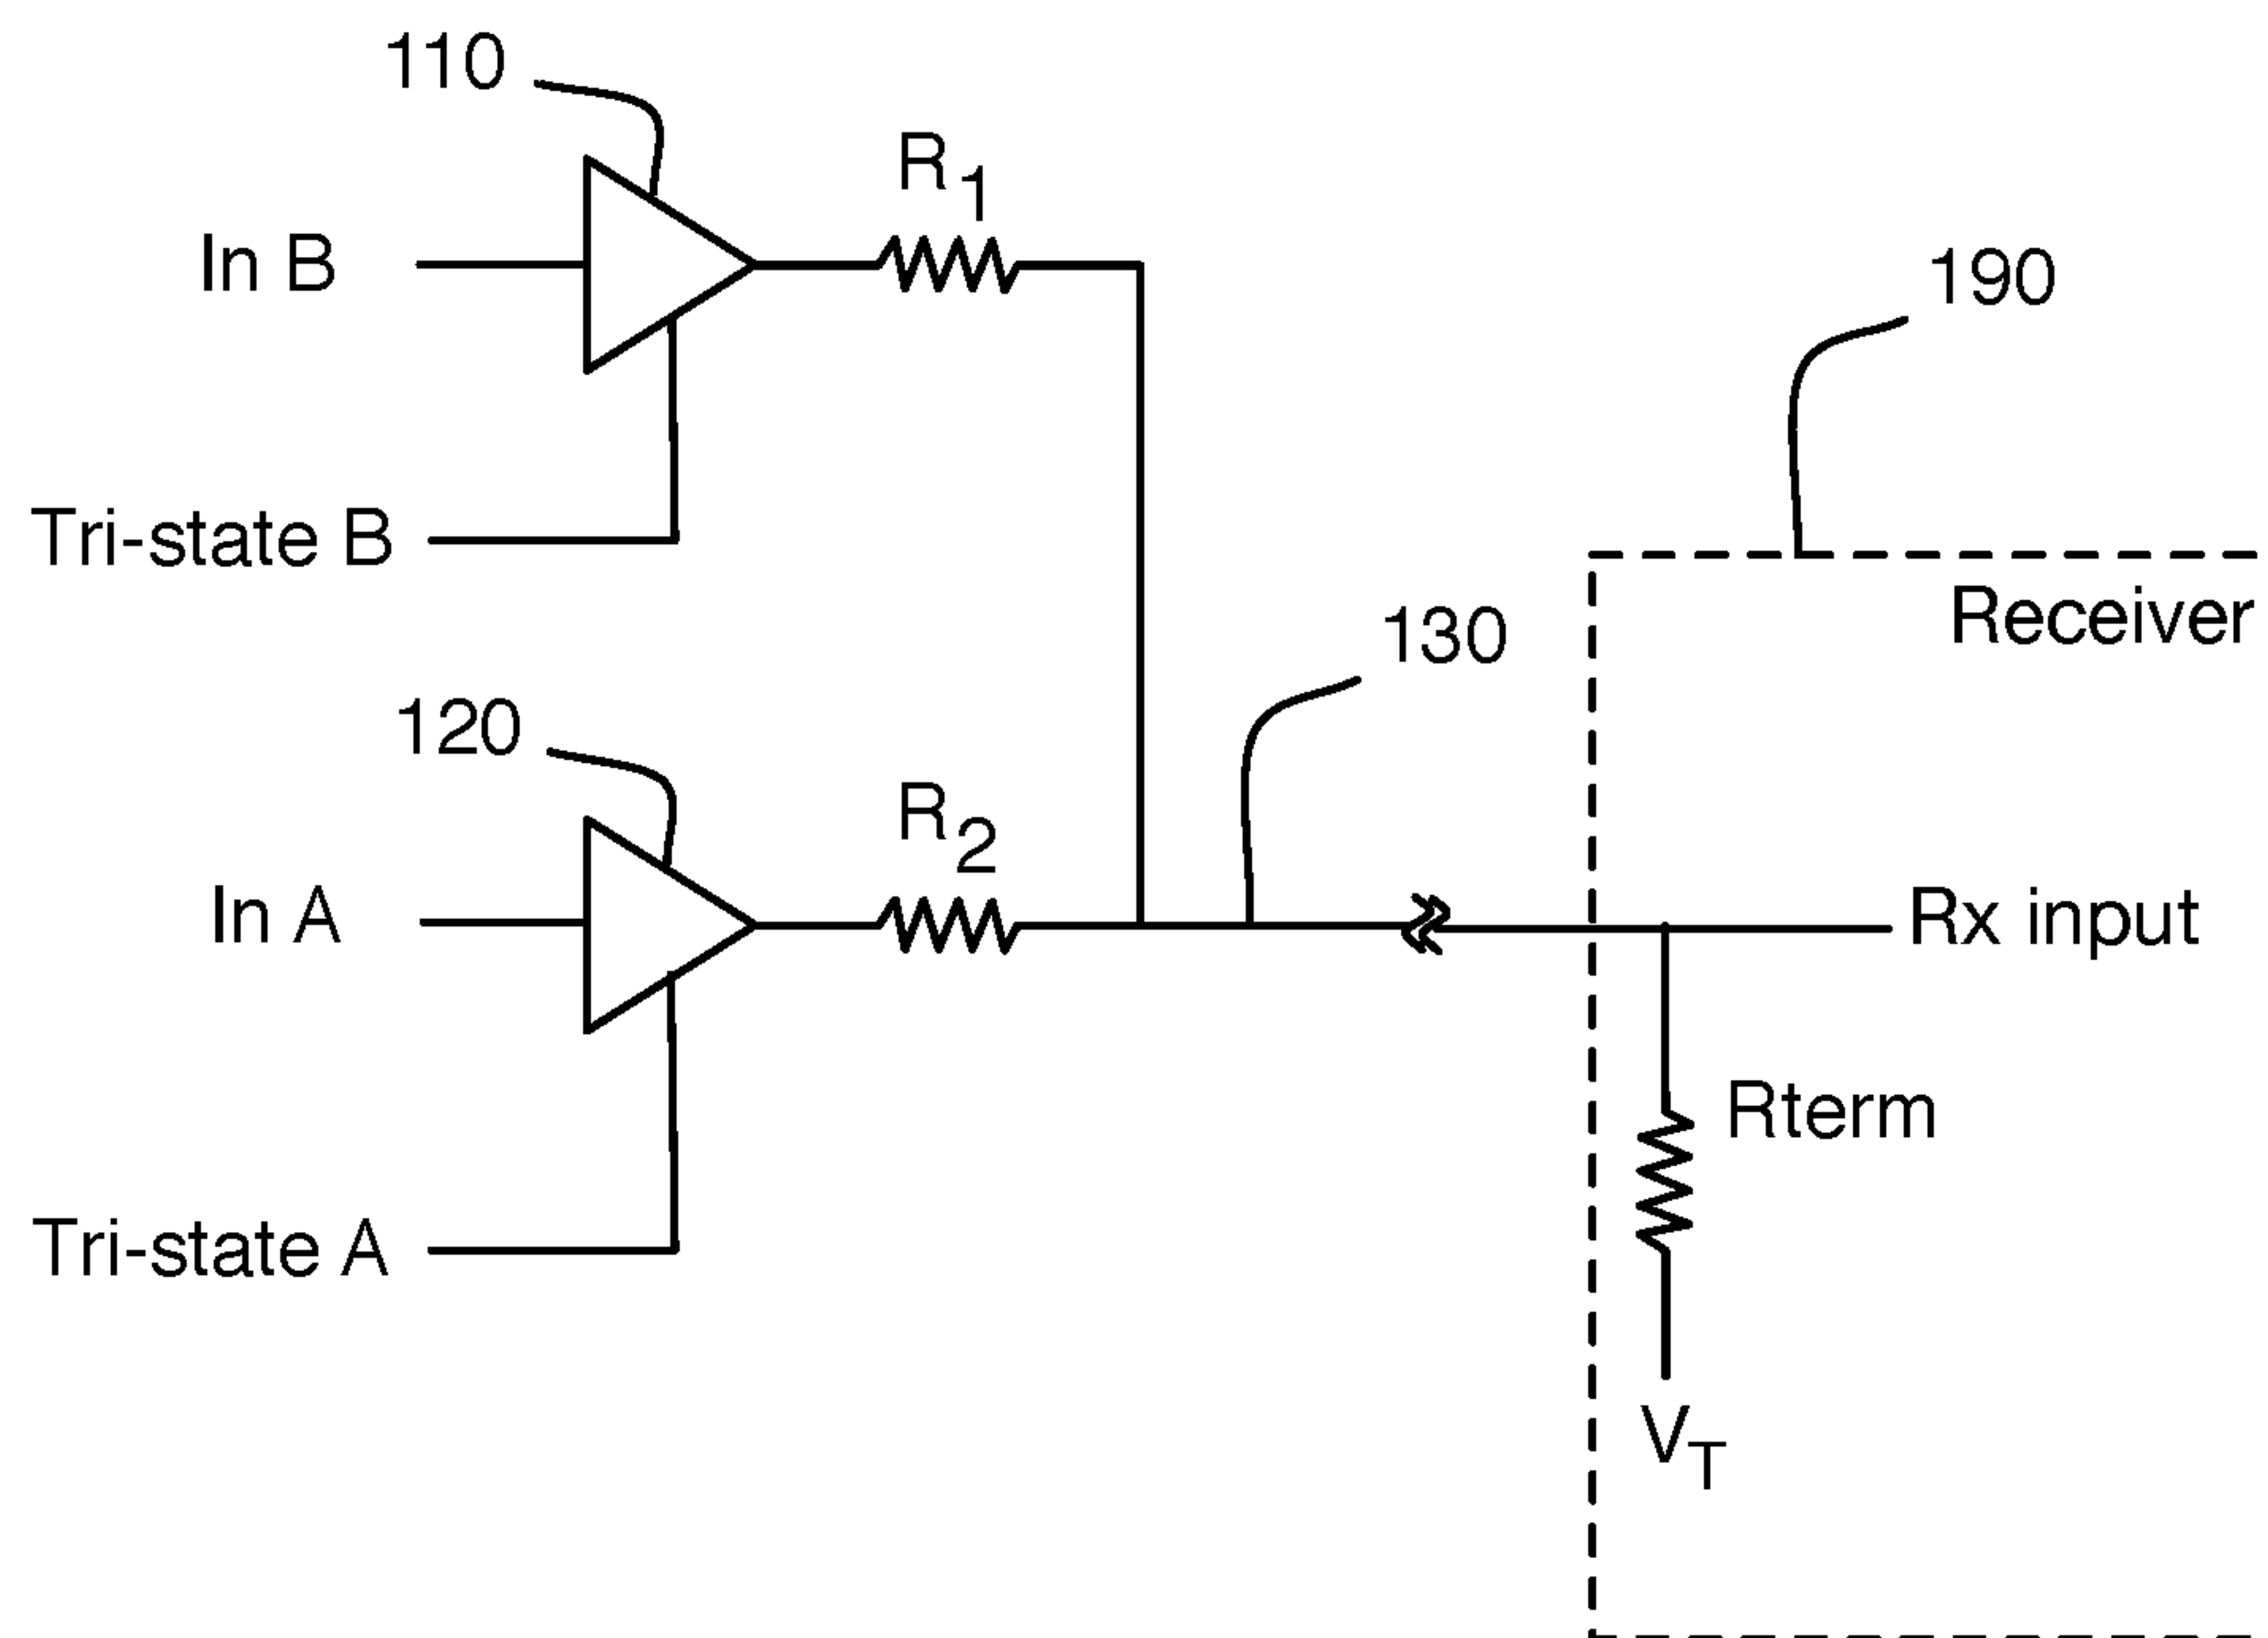 110
R1
In B
190
Tri-state B
Receiver
130
120
R2
In A
Rx input
Rterm
Tri-state A
VT